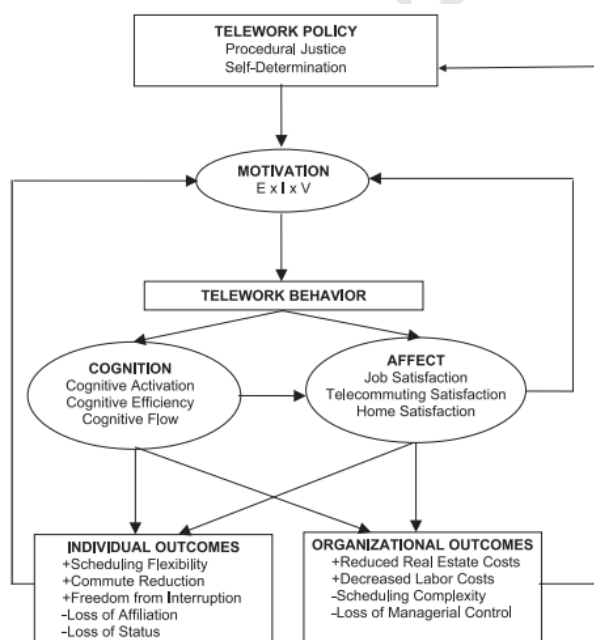 TELEWORK POLICY
Procedural Justice
Self-Determination
MOTIVATION
E x I x V
TELEWORK BEHAVIOR
COGNITION
Cognitive Activation
Cognitive Efficiency
Cognitive Flow
AFFECT
Job Satisfaction
Telecommuting Satisfaction
Home Satisfaction
INDIVIDUAL OUTCOMES
+Scheduling Flexibility
+Commute Reduction
+Freedom from Interruption
-Loss of Affiliation
-Loss of Status
ORGANIZATIONAL OUTCOMES
+Reduced Real Estate Costs
+Decreased Labor Costs
-Scheduling Complexity
-Loss of Managerial Control